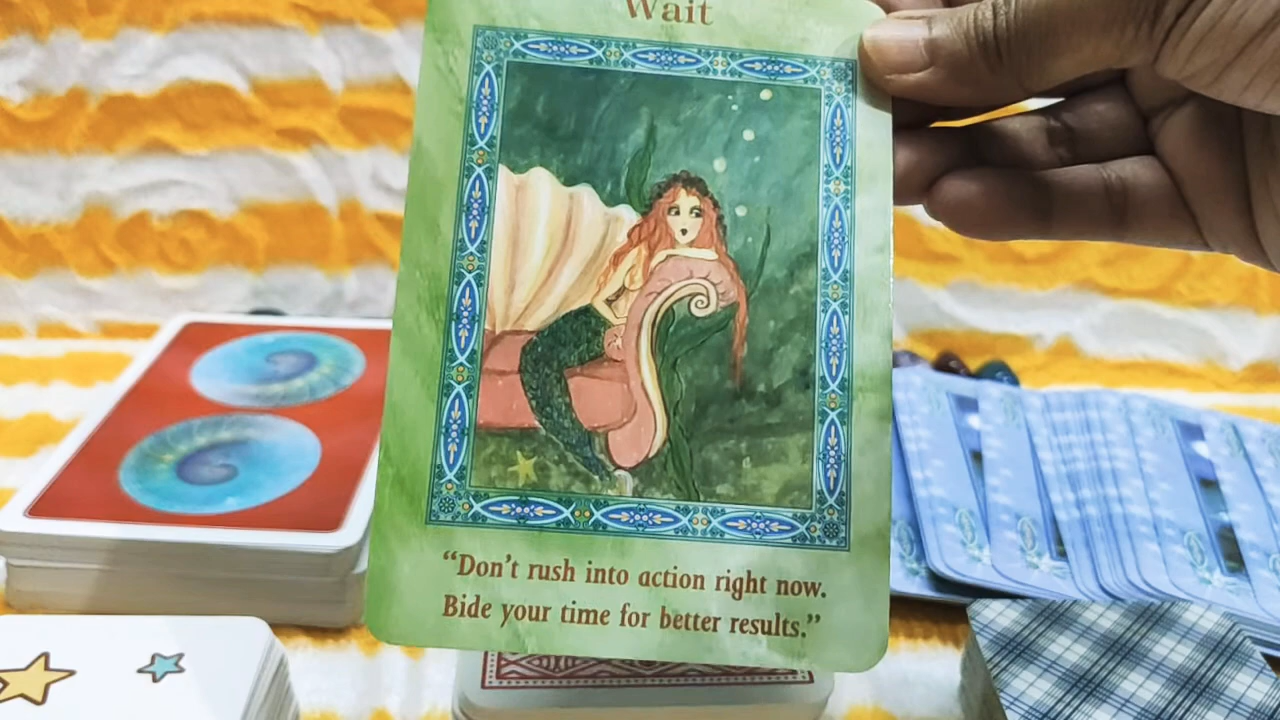 Wait
“Don’t rush into action right now.
Bide your time for better results.”